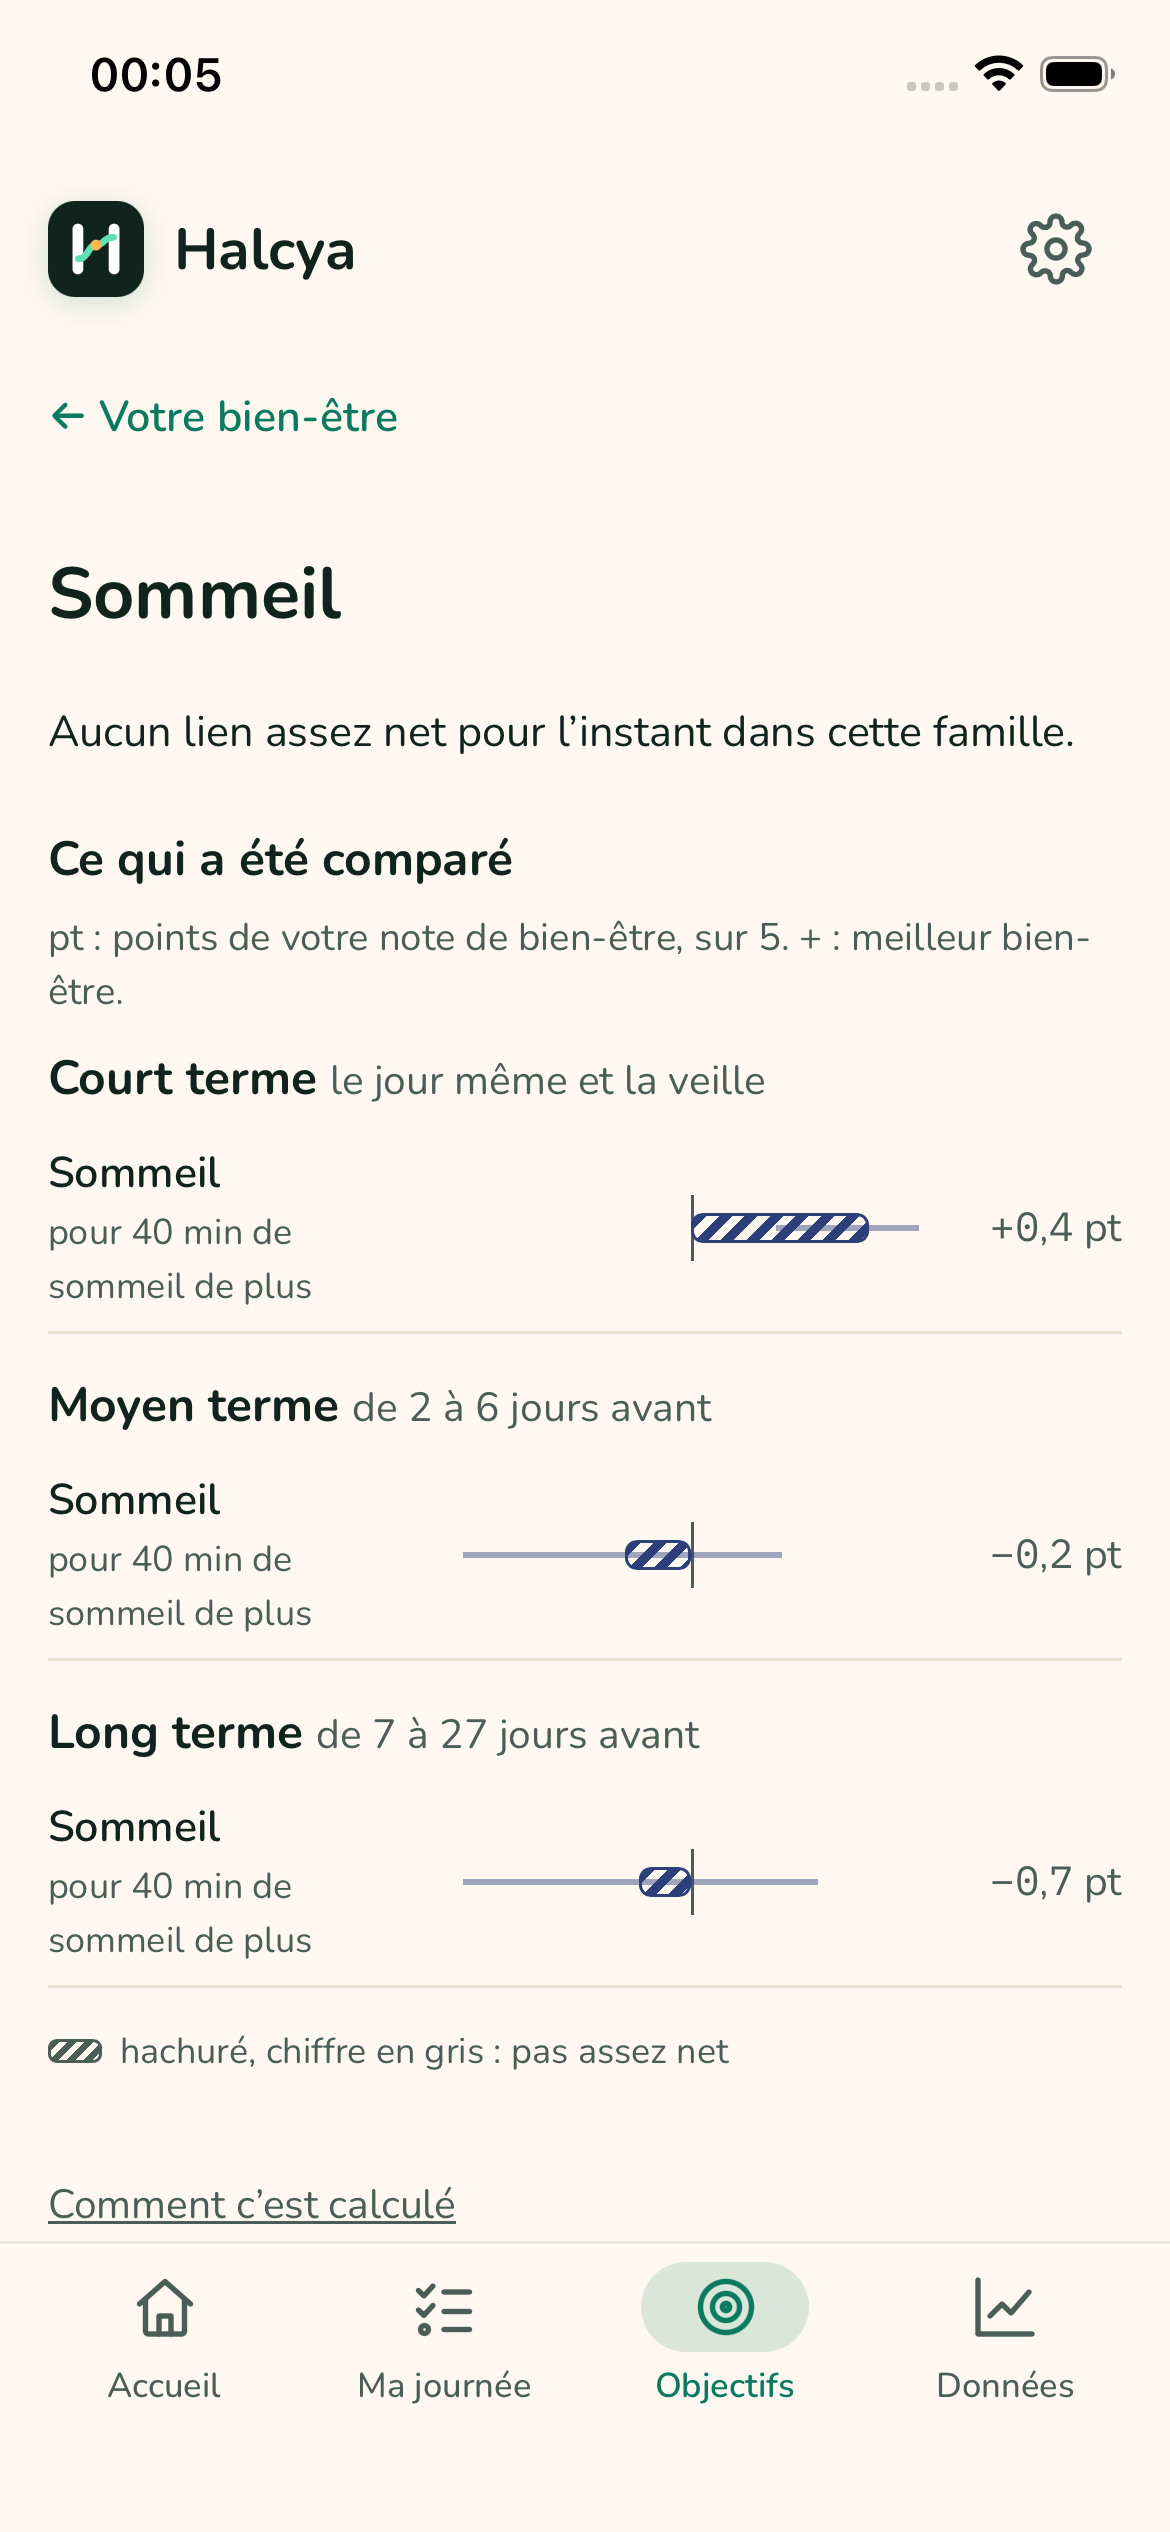 00:05
Halcya
← Votre bien-être
Sommeil
Aucun lien assez net pour l’instant dans cette famille.
Ce qui a été comparé
pt : points de votre note de bien-être, sur 5. + : meilleur bien-
être.
Court terme le jour même et la veille
Sommeil
pour 40 min de
sommeil de plus
+0,4 pt
Moyen terme de 2 à 6 jours avant
Sommeil
pour 40 min de
sommeil de plus
−0,2 pt
Long terme de 7 à 27 jours avant
Sommeil
pour 40 min de
sommeil de plus
−0,7 pt
hachuré, chiffre en gris : pas assez net
Comment c’est calculé
Accueil
Ma journée
Objectifs
Données